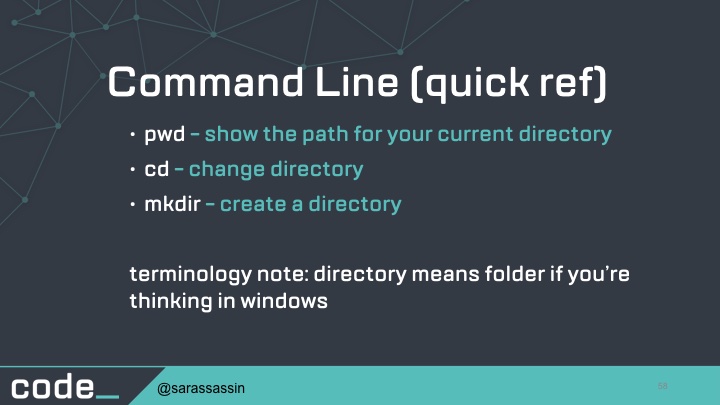 Command Line (quick ref)
• pwd – show the path for your current directory
• cd – change directory
• mkdir – create a directory
terminology note: directory means folder if you’re
thinking in windows
code_
@sarassassin